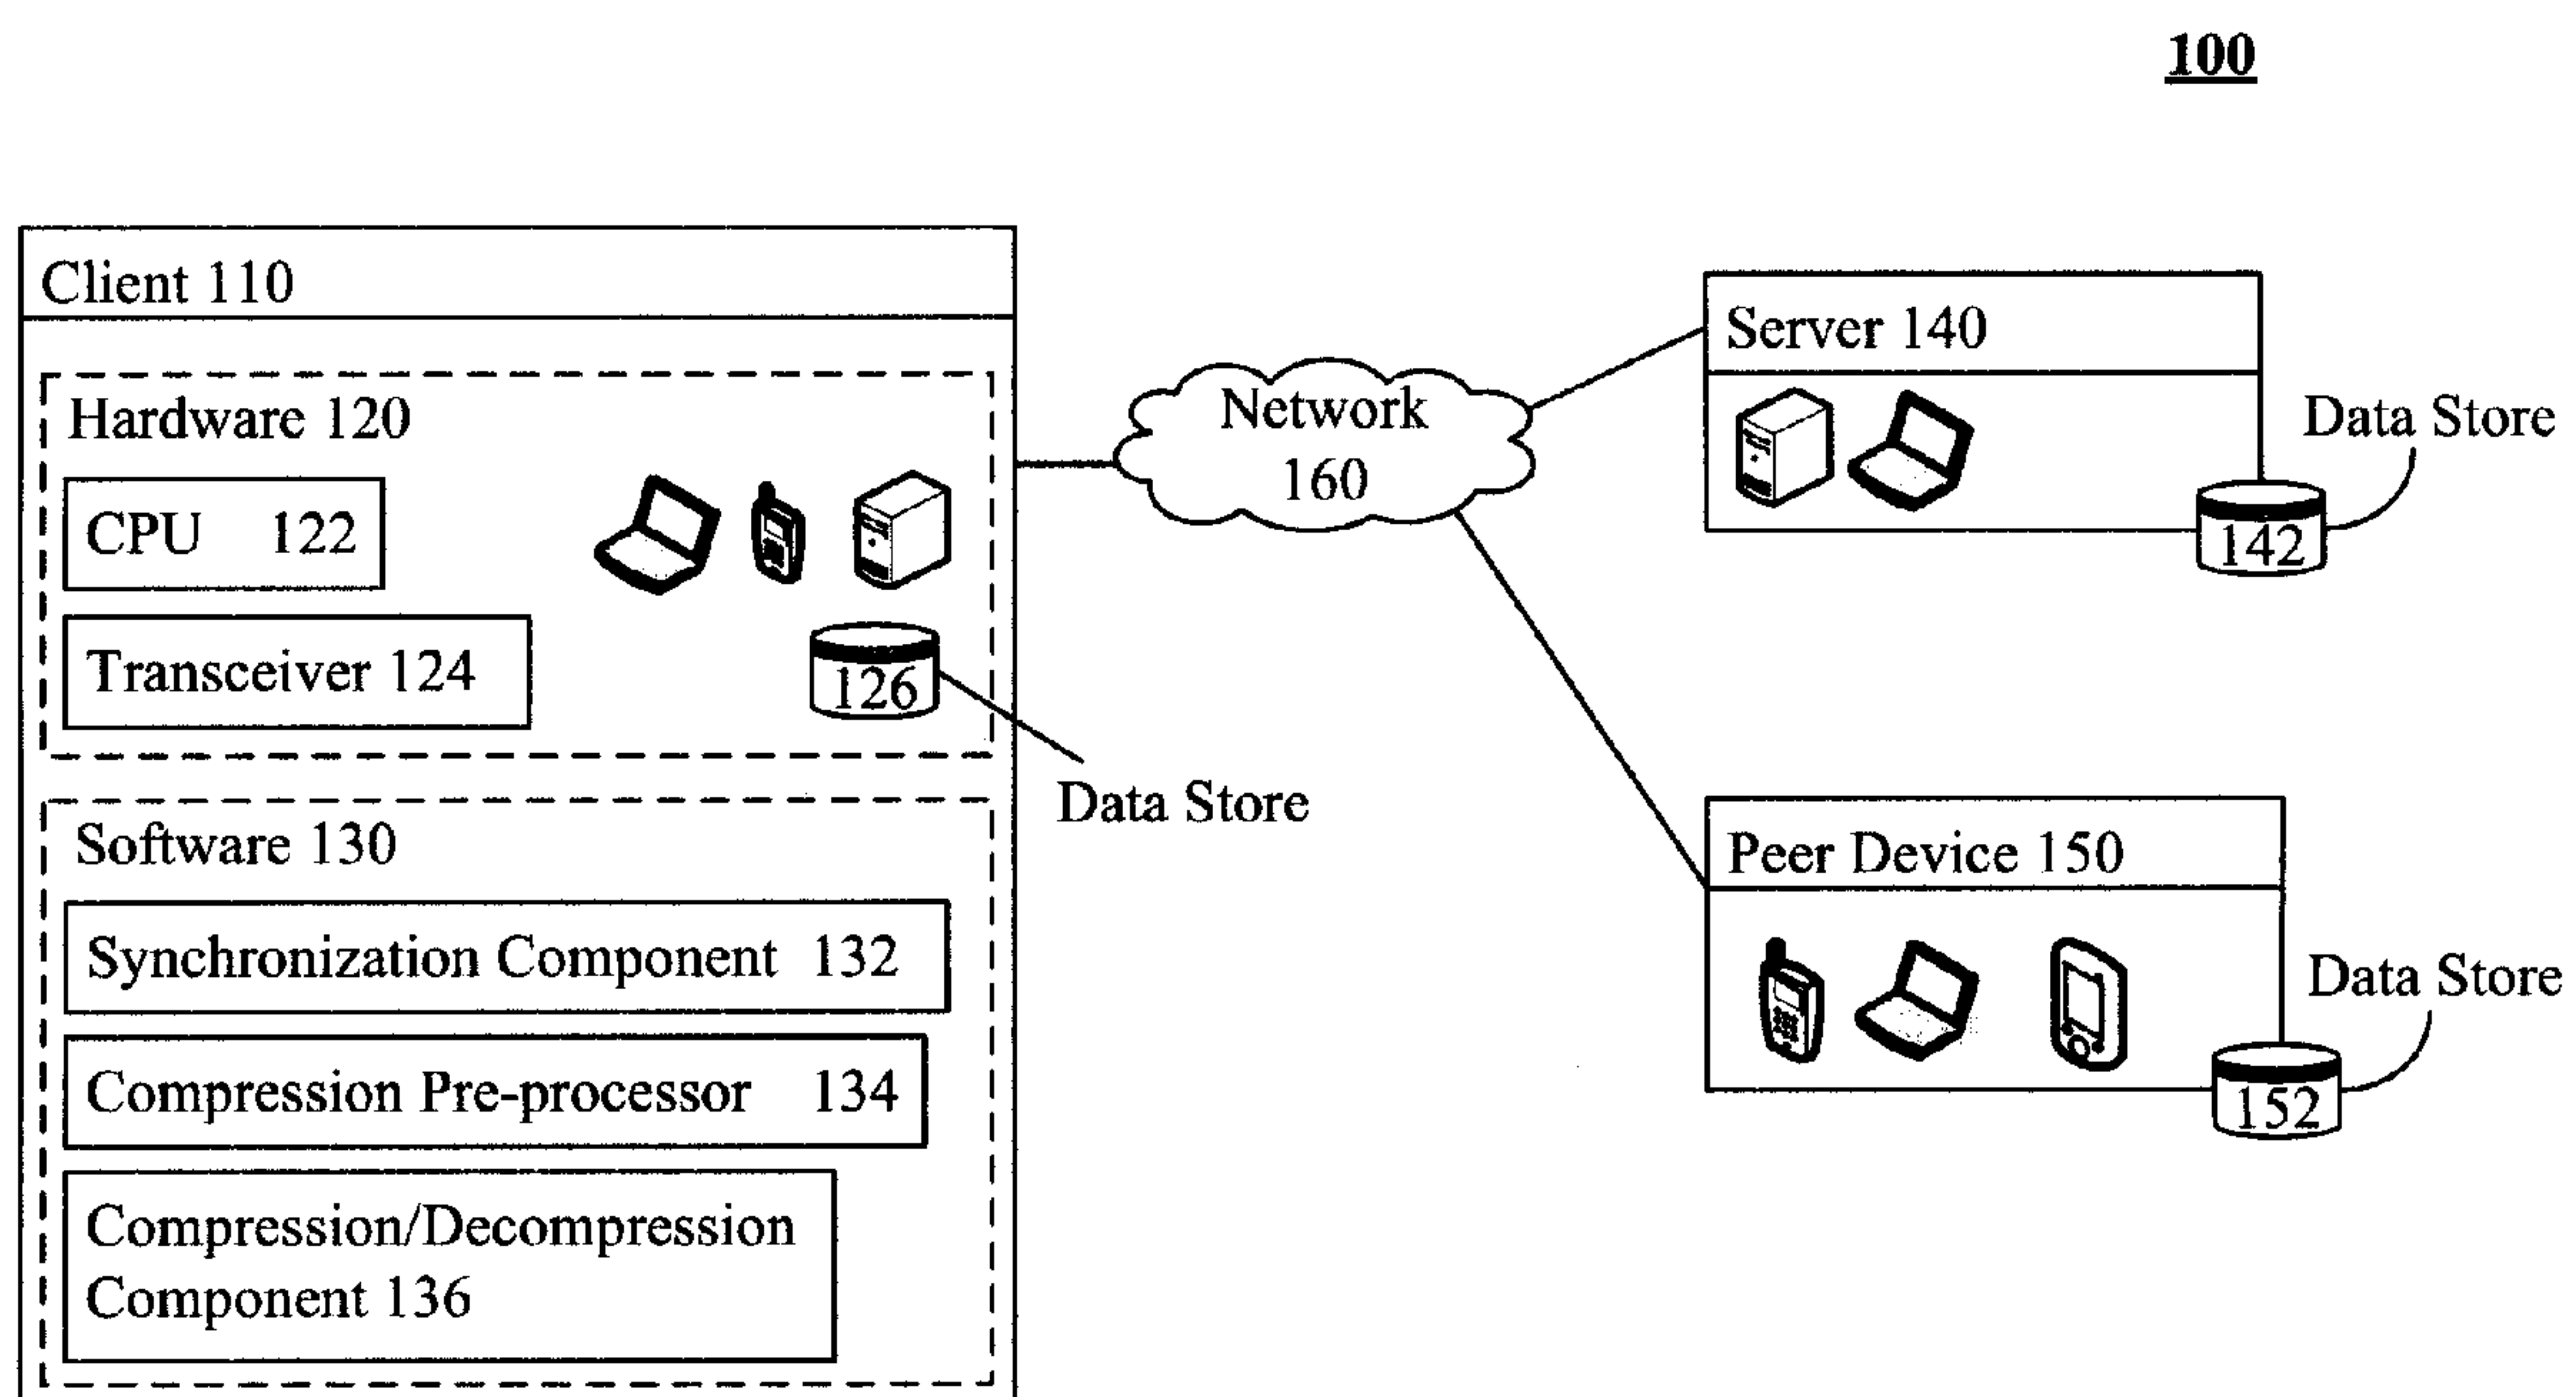 100
Client 110
Hardware 120
CPU 122
Transceiver 124
126
Data Store
Software 130
Synchronization Component 132
Compression Pre-processor 134
Compression/Decompression
Component 136
Network
160
Server 140
Data Store
142
Peer Device 150
Data Store
152